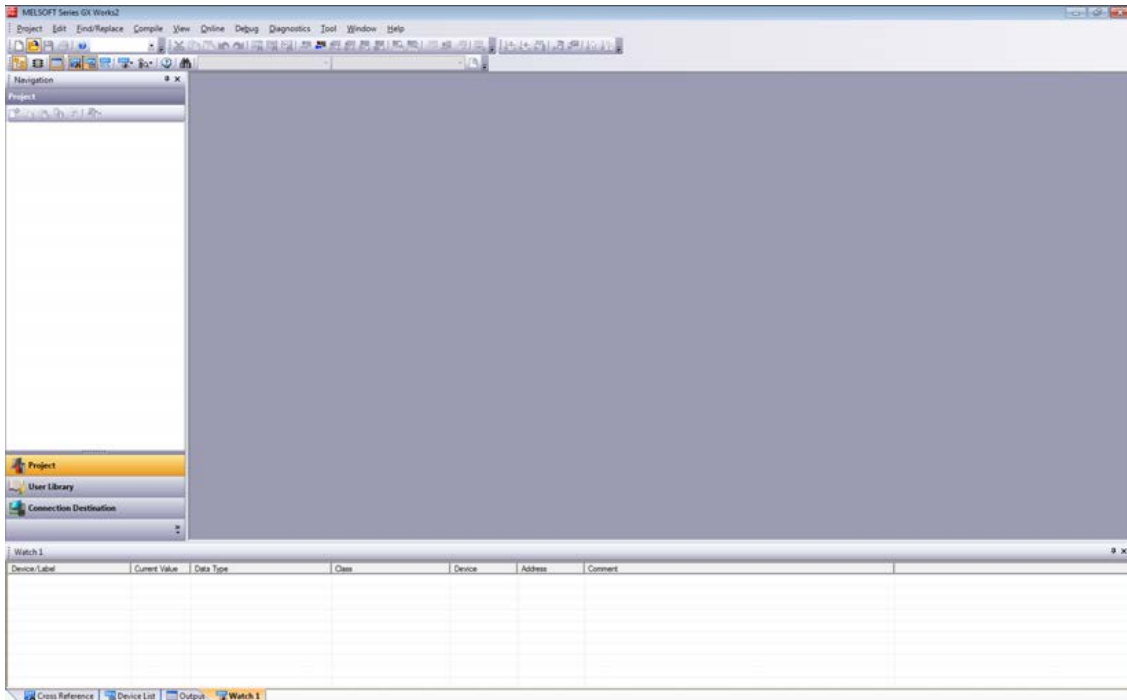 MELSOFT Series GX Works2
Project Edit Find/Replace Compile View Online Debug Diagnostics Tool Window Help
Navigation
Project
Project
User Library
Connection Destination
Watch 1
Device/Label Current Value Data Type Class Device Address Comment
Cross Reference Device List Output Watch 1